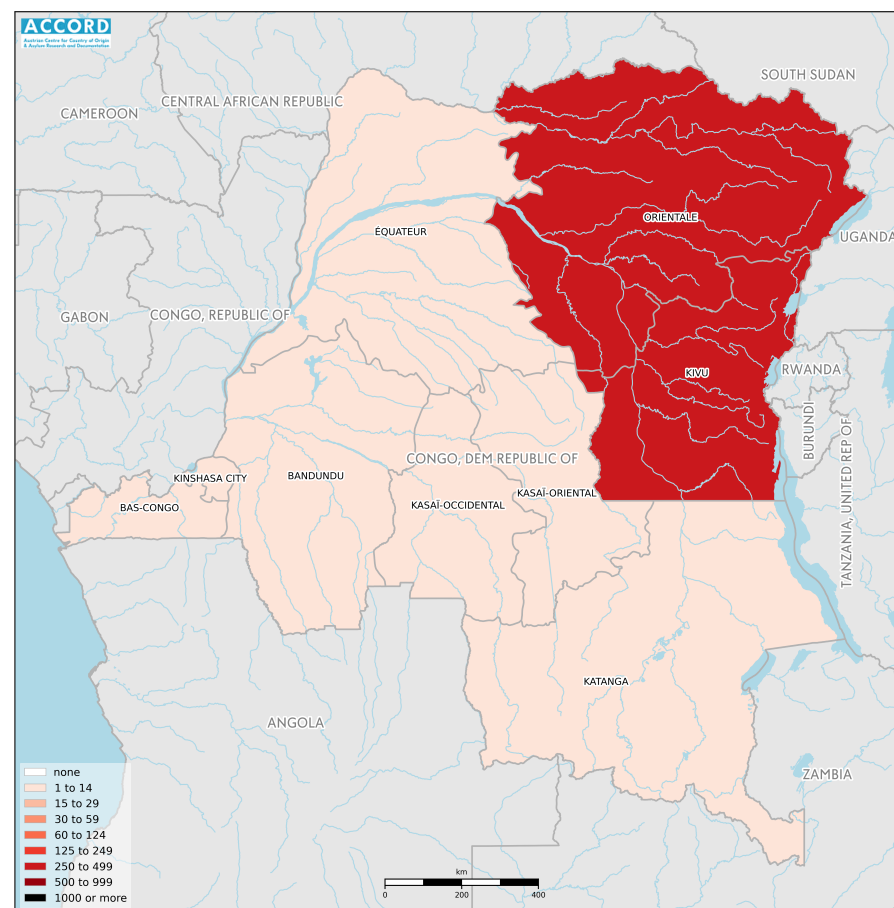 ACCORD
Austrian Centre for Country of Origin
& Asylum Research and Documentation
SOUTH SUDAN
CENTRAL AFRICAN REPUBLIC
CAMEROON
ORIENTALE
ÉQUATEUR
UGANDA
GABON
CONGO, REPUBLIC OF
KIVU
RWANDA
BURUNDI
TANZANIA, UNITED REP OF
CONGO, DEM REPUBLIC OF
KINSHASA CITY
BANDUNDU
KASAÏ-ORIENTAL
BAS-CONGO
KASAÏ-OCCIDENTAL
KATANGA
ANGOLA
ZAMBIA
none
1 to 14
15 to 29
30 to 59
60 to 124
125 to 249
250 to 499
500 to 999
1000 or more
km
0 200 400